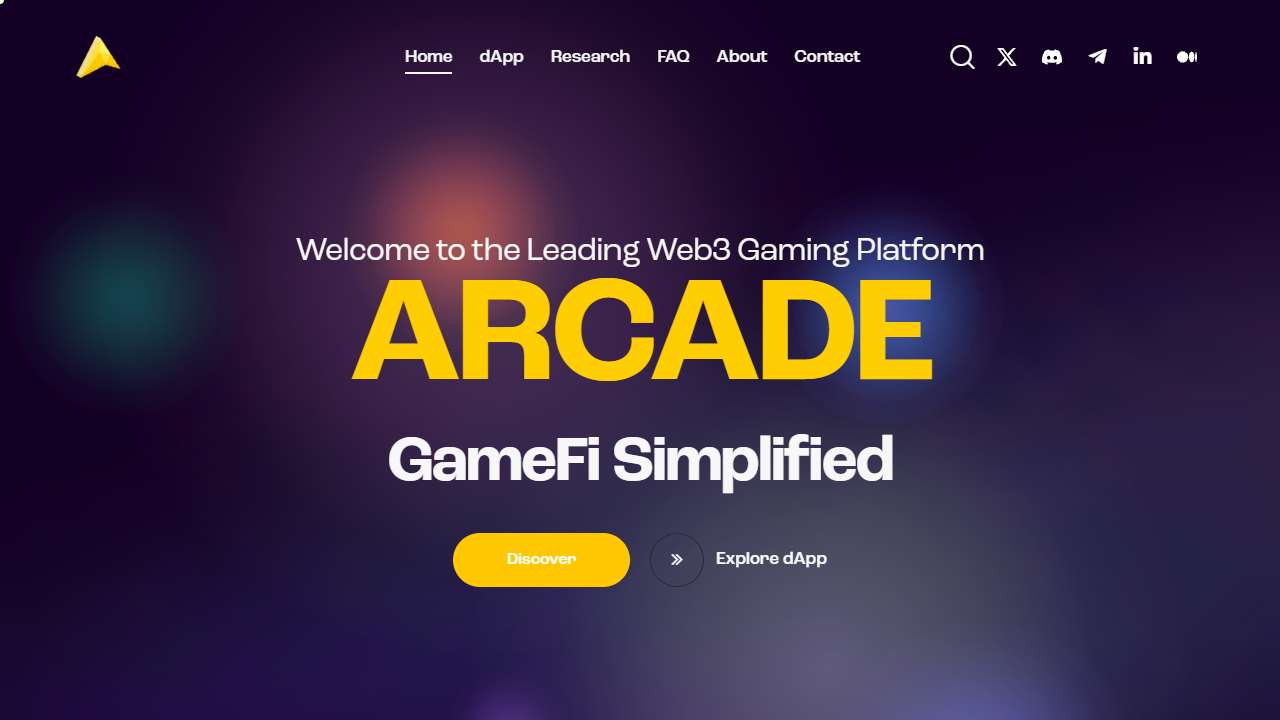 Home dApp Research FAQ About Contact
Welcome to the Leading Web3 Gaming Platform
ARCADE
GameFi Simplified
Discover Explore dApp